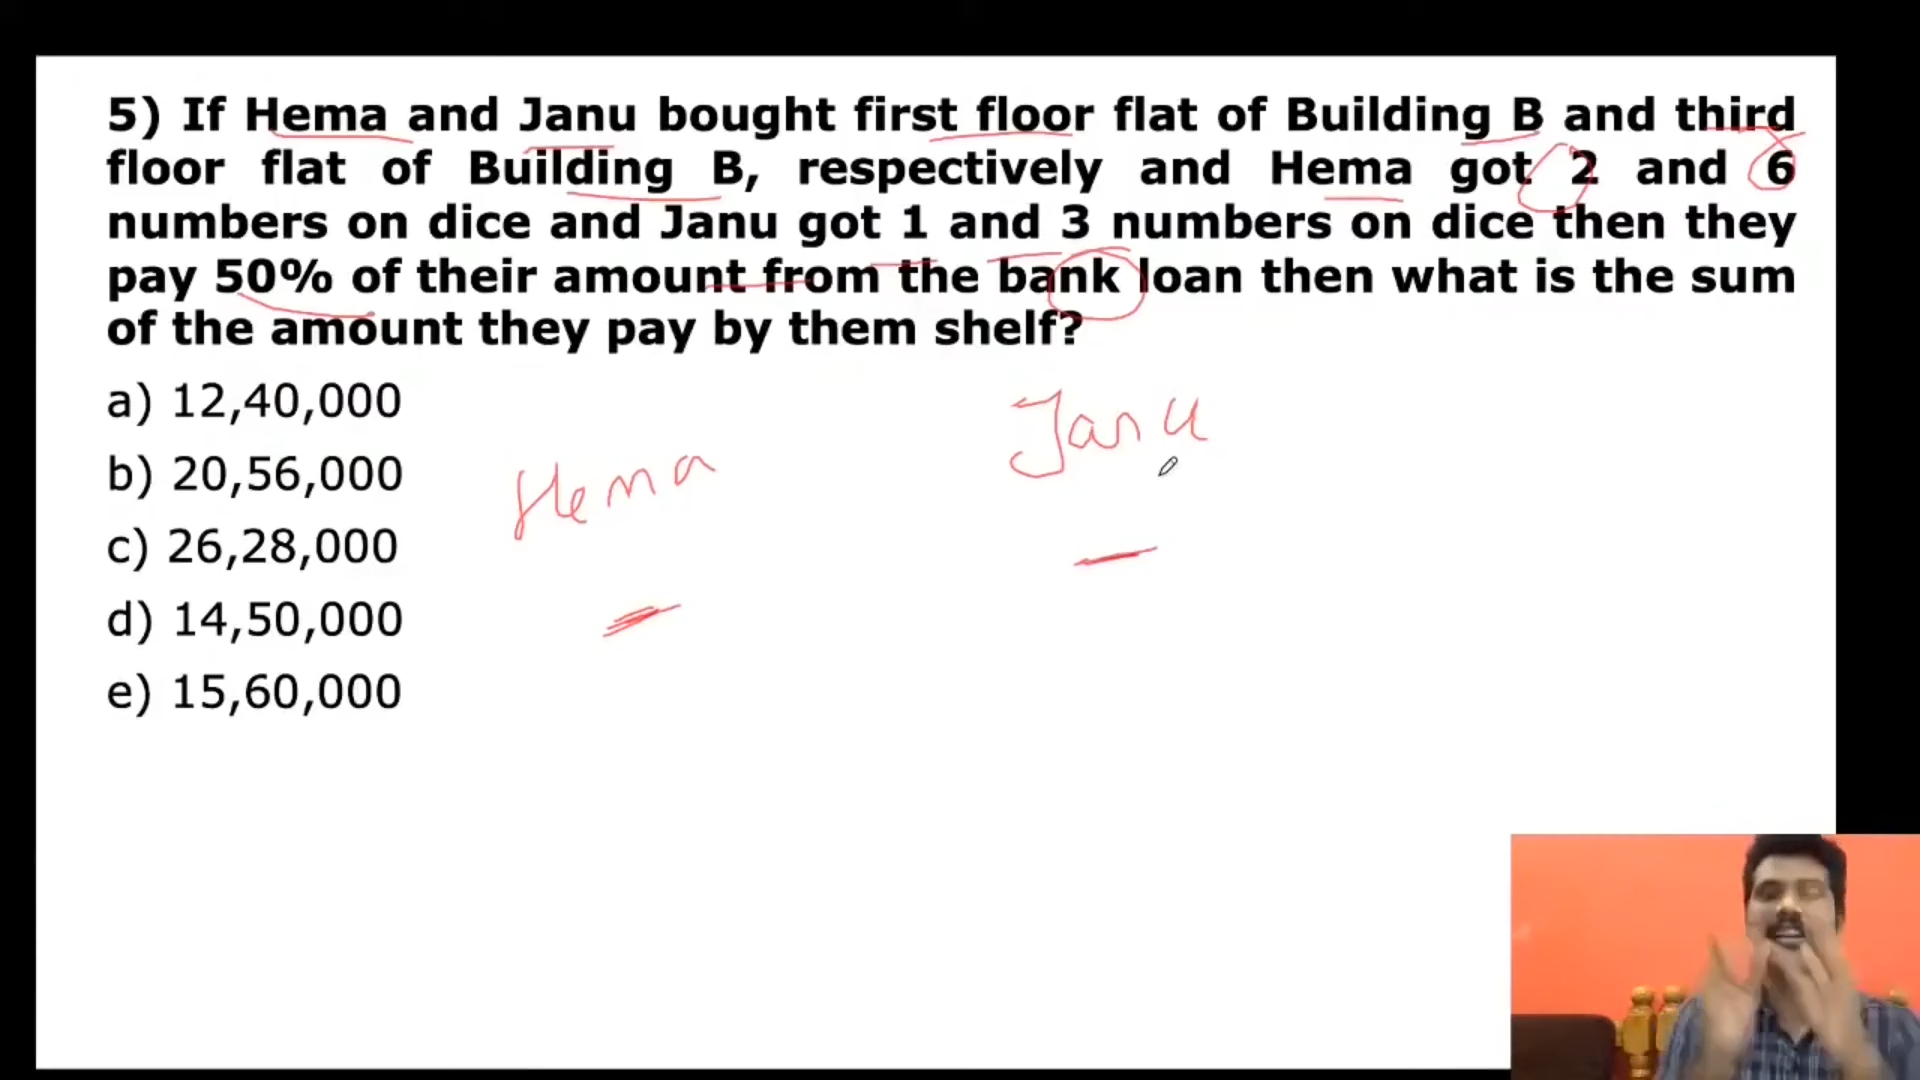 5) If Hema and Janu bought first floor flat of Building B and third
floor flat of Building B, respectively and Hema got 2 and 6
numbers on dice and Janu got 1 and 3 numbers on dice then they
pay 50% of their amount from the bank loan then what is the sum
of the amount they pay by them shelf?
a) 12,40,000
Janu
b) 20,56,000
Hema
c) 26,28,000
d) 14,50,000
e) 15,60,000